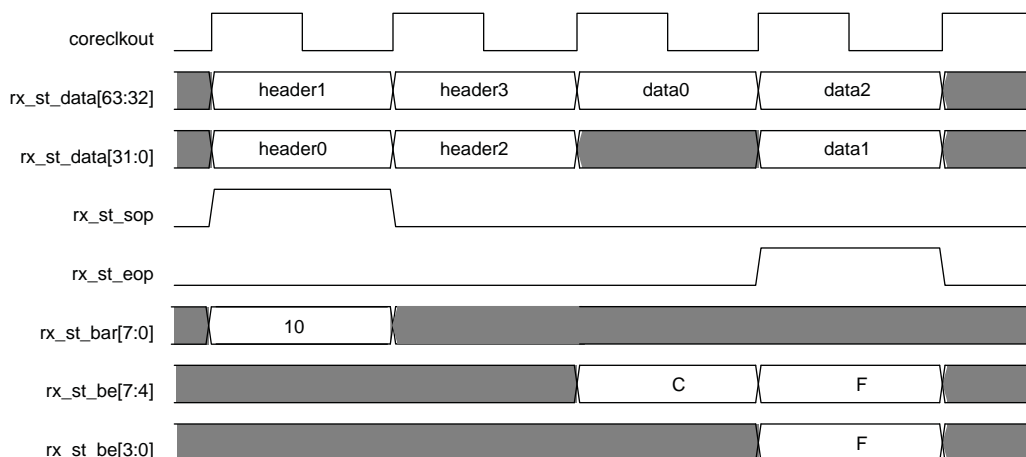 coreclkout
rx_st_data[63:32] header1 header3 data0 data2
rx_st_data[31:0] header0 header2 data1
rx_st_sop
rx_st_eop
rx_st_bar[7:0] 10
rx_st_be[7:4] C F
rx_st_be[3:0] F